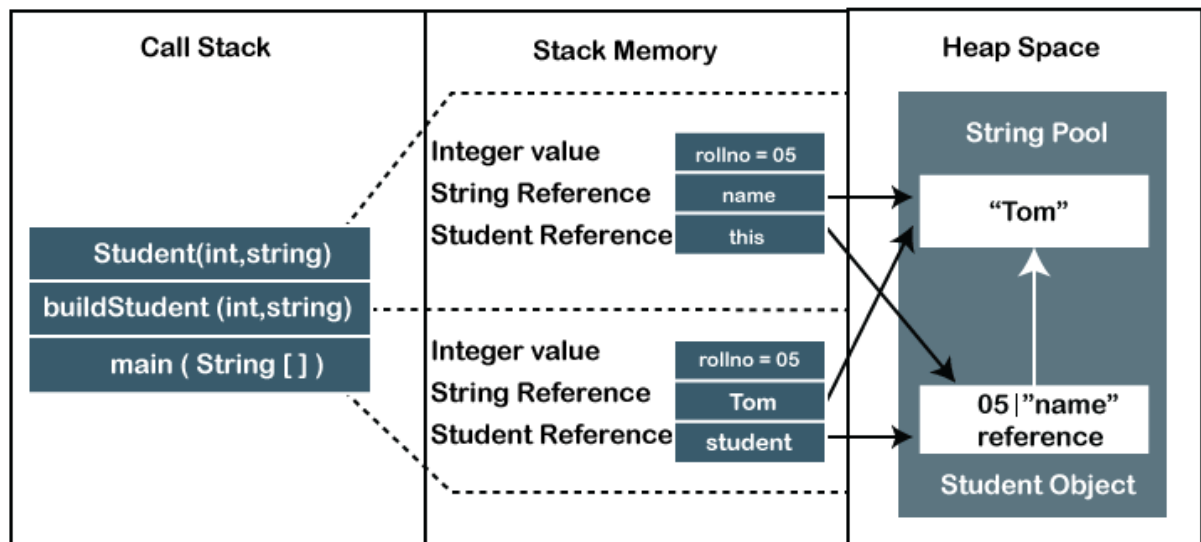 Call Stack
Student(int,string)
buildStudent (int,string)
main ( String [ ] )
Stack Memory
Integer value
rollno = 05
String Reference
name
Student Reference
this
Integer value
rollno = 05
String Reference
Tom
Student Reference
student
Heap Space
String Pool
“Tom”
05|”name”
reference
Student Object